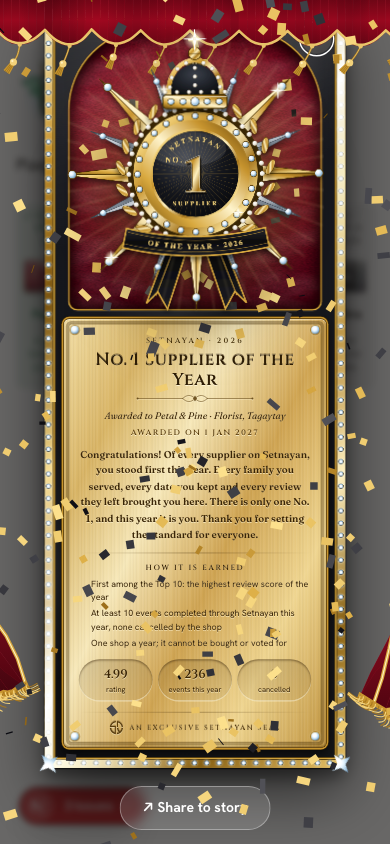 SETNAYAN
NO. 1
SUPPLIER
OF THE YEAR · 2026
SETNAYAN · 2026
No. 1 Supplier of the
Year
Awarded to Petal & Pine · Florist, Tagaytay
AWARDED ON 1 JAN 2027
Congratulations! Of every supplier on Setnayan,
you stood first this year. Every family you
served, every date you kept and every review
they left brought you here. There is only one No.
1, and this year it is you. Thank you for setting
the standard for everyone.
HOW IT IS EARNED
First among the Top 10: the highest review score of the
year
At least 10 events completed through Setnayan this
year, none cancelled by the shop
One shop a year; it cannot be bought or voted for
4.99
236
rating
events this year
cancelled
AN EXCLUSIVE SETNAYAN SEAL
↗ Share to story